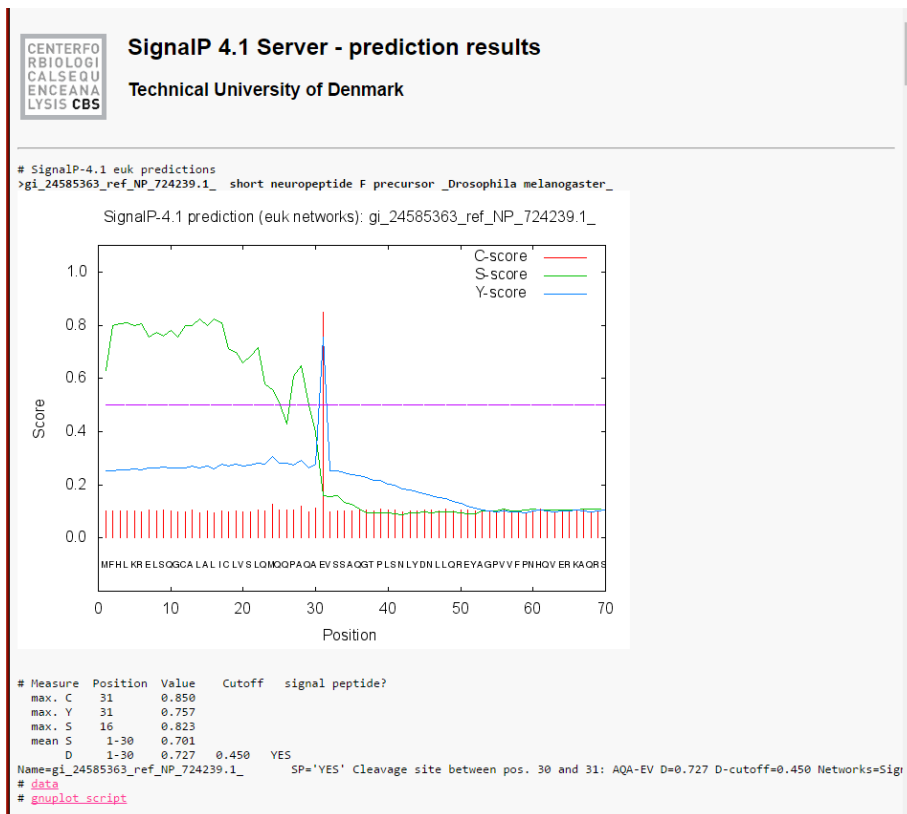 CENTERFO
RBIOLOGI
CALSEQU
ENCEANA
LYSIS CBS
SignalP 4.1 Server - prediction results
Technical University of Denmark
# SignalP-4.1 euk predictions
>gi_24585363_ref_NP_724239.1_  short neuropeptide F precursor _Drosophila melanogaster_
SignalP-4.1 prediction (euk networks): gi_24585363_ref_NP_724239.1_
C-score
S-score
Y-score
1.0
0.8
0.6
0.4
0.2
0.0
Score
MFHLKRELSQGCALALICLVSLQMQQPAQAEVSSAQGTPLSNLYDNLLQREYAGPVVFPNHQVERKAQRS
0 10 20 30 40 50 60 70
Position
# Measure  Position  Value  Cutoff  signal peptide?
max. C  31  0.850
max. Y  31  0.757
max. S  16  0.823
mean S  1-30  0.701
D  1-30  0.727  0.450  YES
Name=gi_24585363_ref_NP_724239.1_  SP='YES' Cleavage site between pos. 30 and 31: AQA-EV D=0.727 D-cutoff=0.450 Networks=Sigr
# data
# gnuplot script